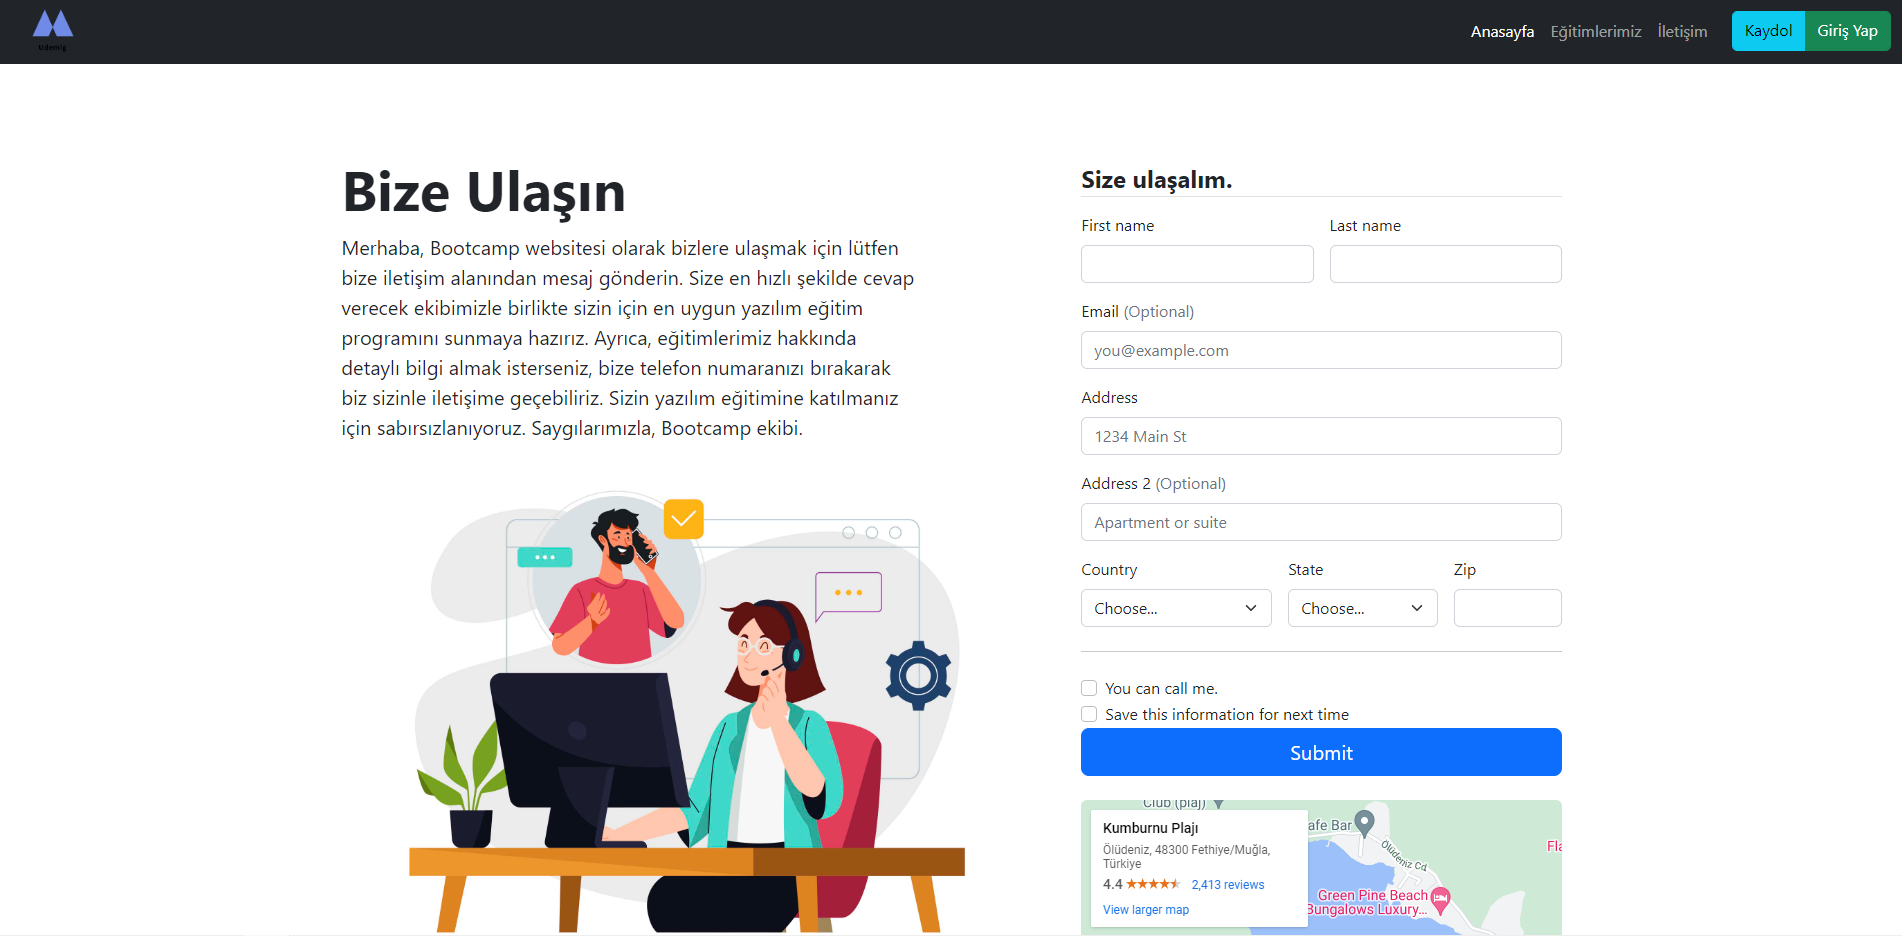 Udemig
Anasayfa
Eğitimlerimiz
İletişim
Kaydol
Giriş Yap
Bize Ulaşın
Merhaba, Bootcamp websitesi olarak bizlere ulaşmak için lütfen
bize iletişim alanından mesaj gönderin. Size en hızlı şekilde cevap
verecek ekibimizle birlikte sizin için en uygun yazılım eğitim
programını sunmaya hazırız. Ayrıca, eğitimlerimiz hakkında
detaylı bilgi almak isterseniz, bize telefon numaranızı bırakarak
biz sizinle iletişime geçebiliriz. Sizin yazılım eğitimine katılmanız
için sabırsızlanıyoruz. Saygılarımızla, Bootcamp ekibi.
Size ulaşalım.
First name
Last name
Email (Optional)
you@example.com
Address
1234 Main St
Address 2 (Optional)
Apartment or suite
Country
State
Zip
Choose...
Choose...
You can call me.
Save this information for next time
Submit
Club (plaj)
Kumburnu Plajı
Ölüdeniz, 48300 Fethiye/Muğla,
Türkiye
4.4
2,413 reviews
View larger map
afe Bar
Ölüdeniz Cd
Fla
Green Pine Beach
Bungalows Luxury...